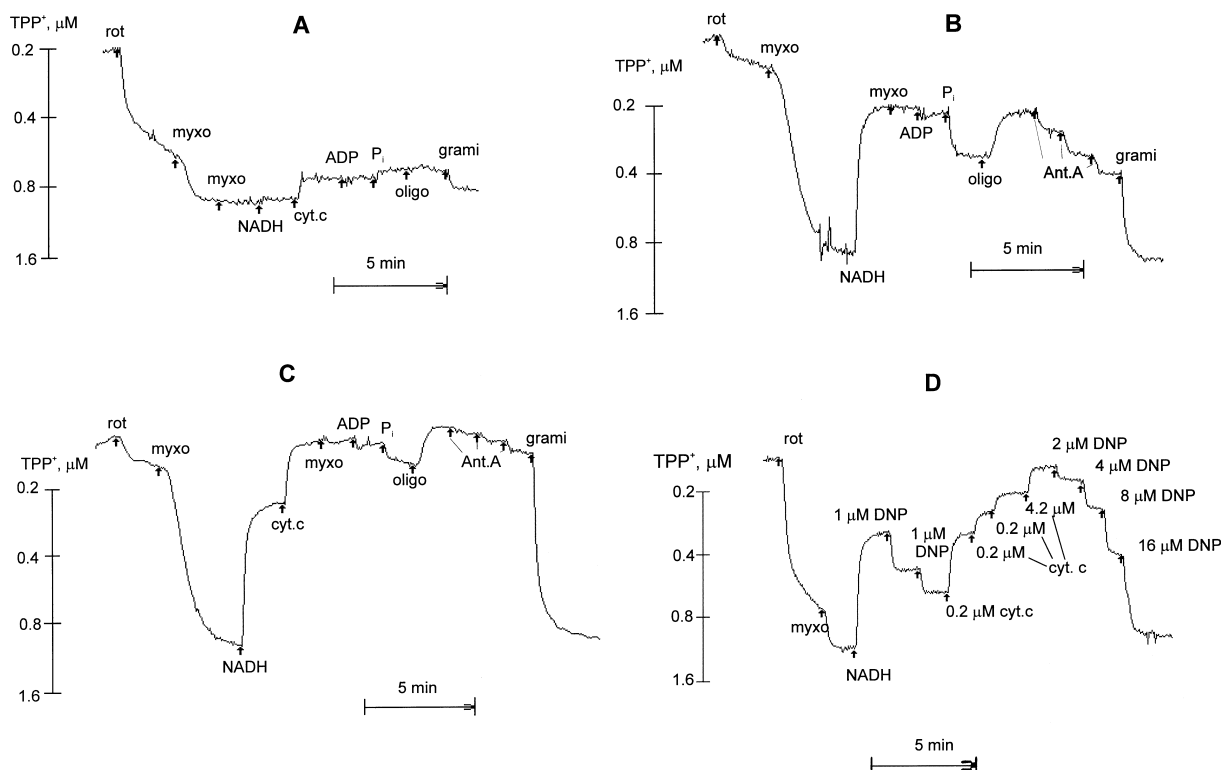 A
TPP⁺, μM
rot
0.2
0.4
0.8
1.6
myxo
myxo
NADH
cyt.c
ADP
Pᵢ
oligo
grami
5 min
B
TPP⁺, μM
rot
myxo
0.2
0.4
0.8
1.6
NADH
myxo
ADP
Pᵢ
oligo
Ant.A
grami
5 min
C
TPP⁺, μM
rot
myxo
0.2
0.4
0.8
1.6
NADH
cyt.c
myxo
ADP
Pᵢ
oligo
Ant.A
grami
5 min
D
TPP⁺, μM
rot
0.2
0.4
0.8
1.6
myxo
NADH
1 μM DNP
1 μM
DNP
0.2 μM cyt.c
0.2 μM
0.2 μM
4.2 μM
cyt. c
2 μM DNP
4 μM DNP
8 μM DNP
16 μM DNP
5 min